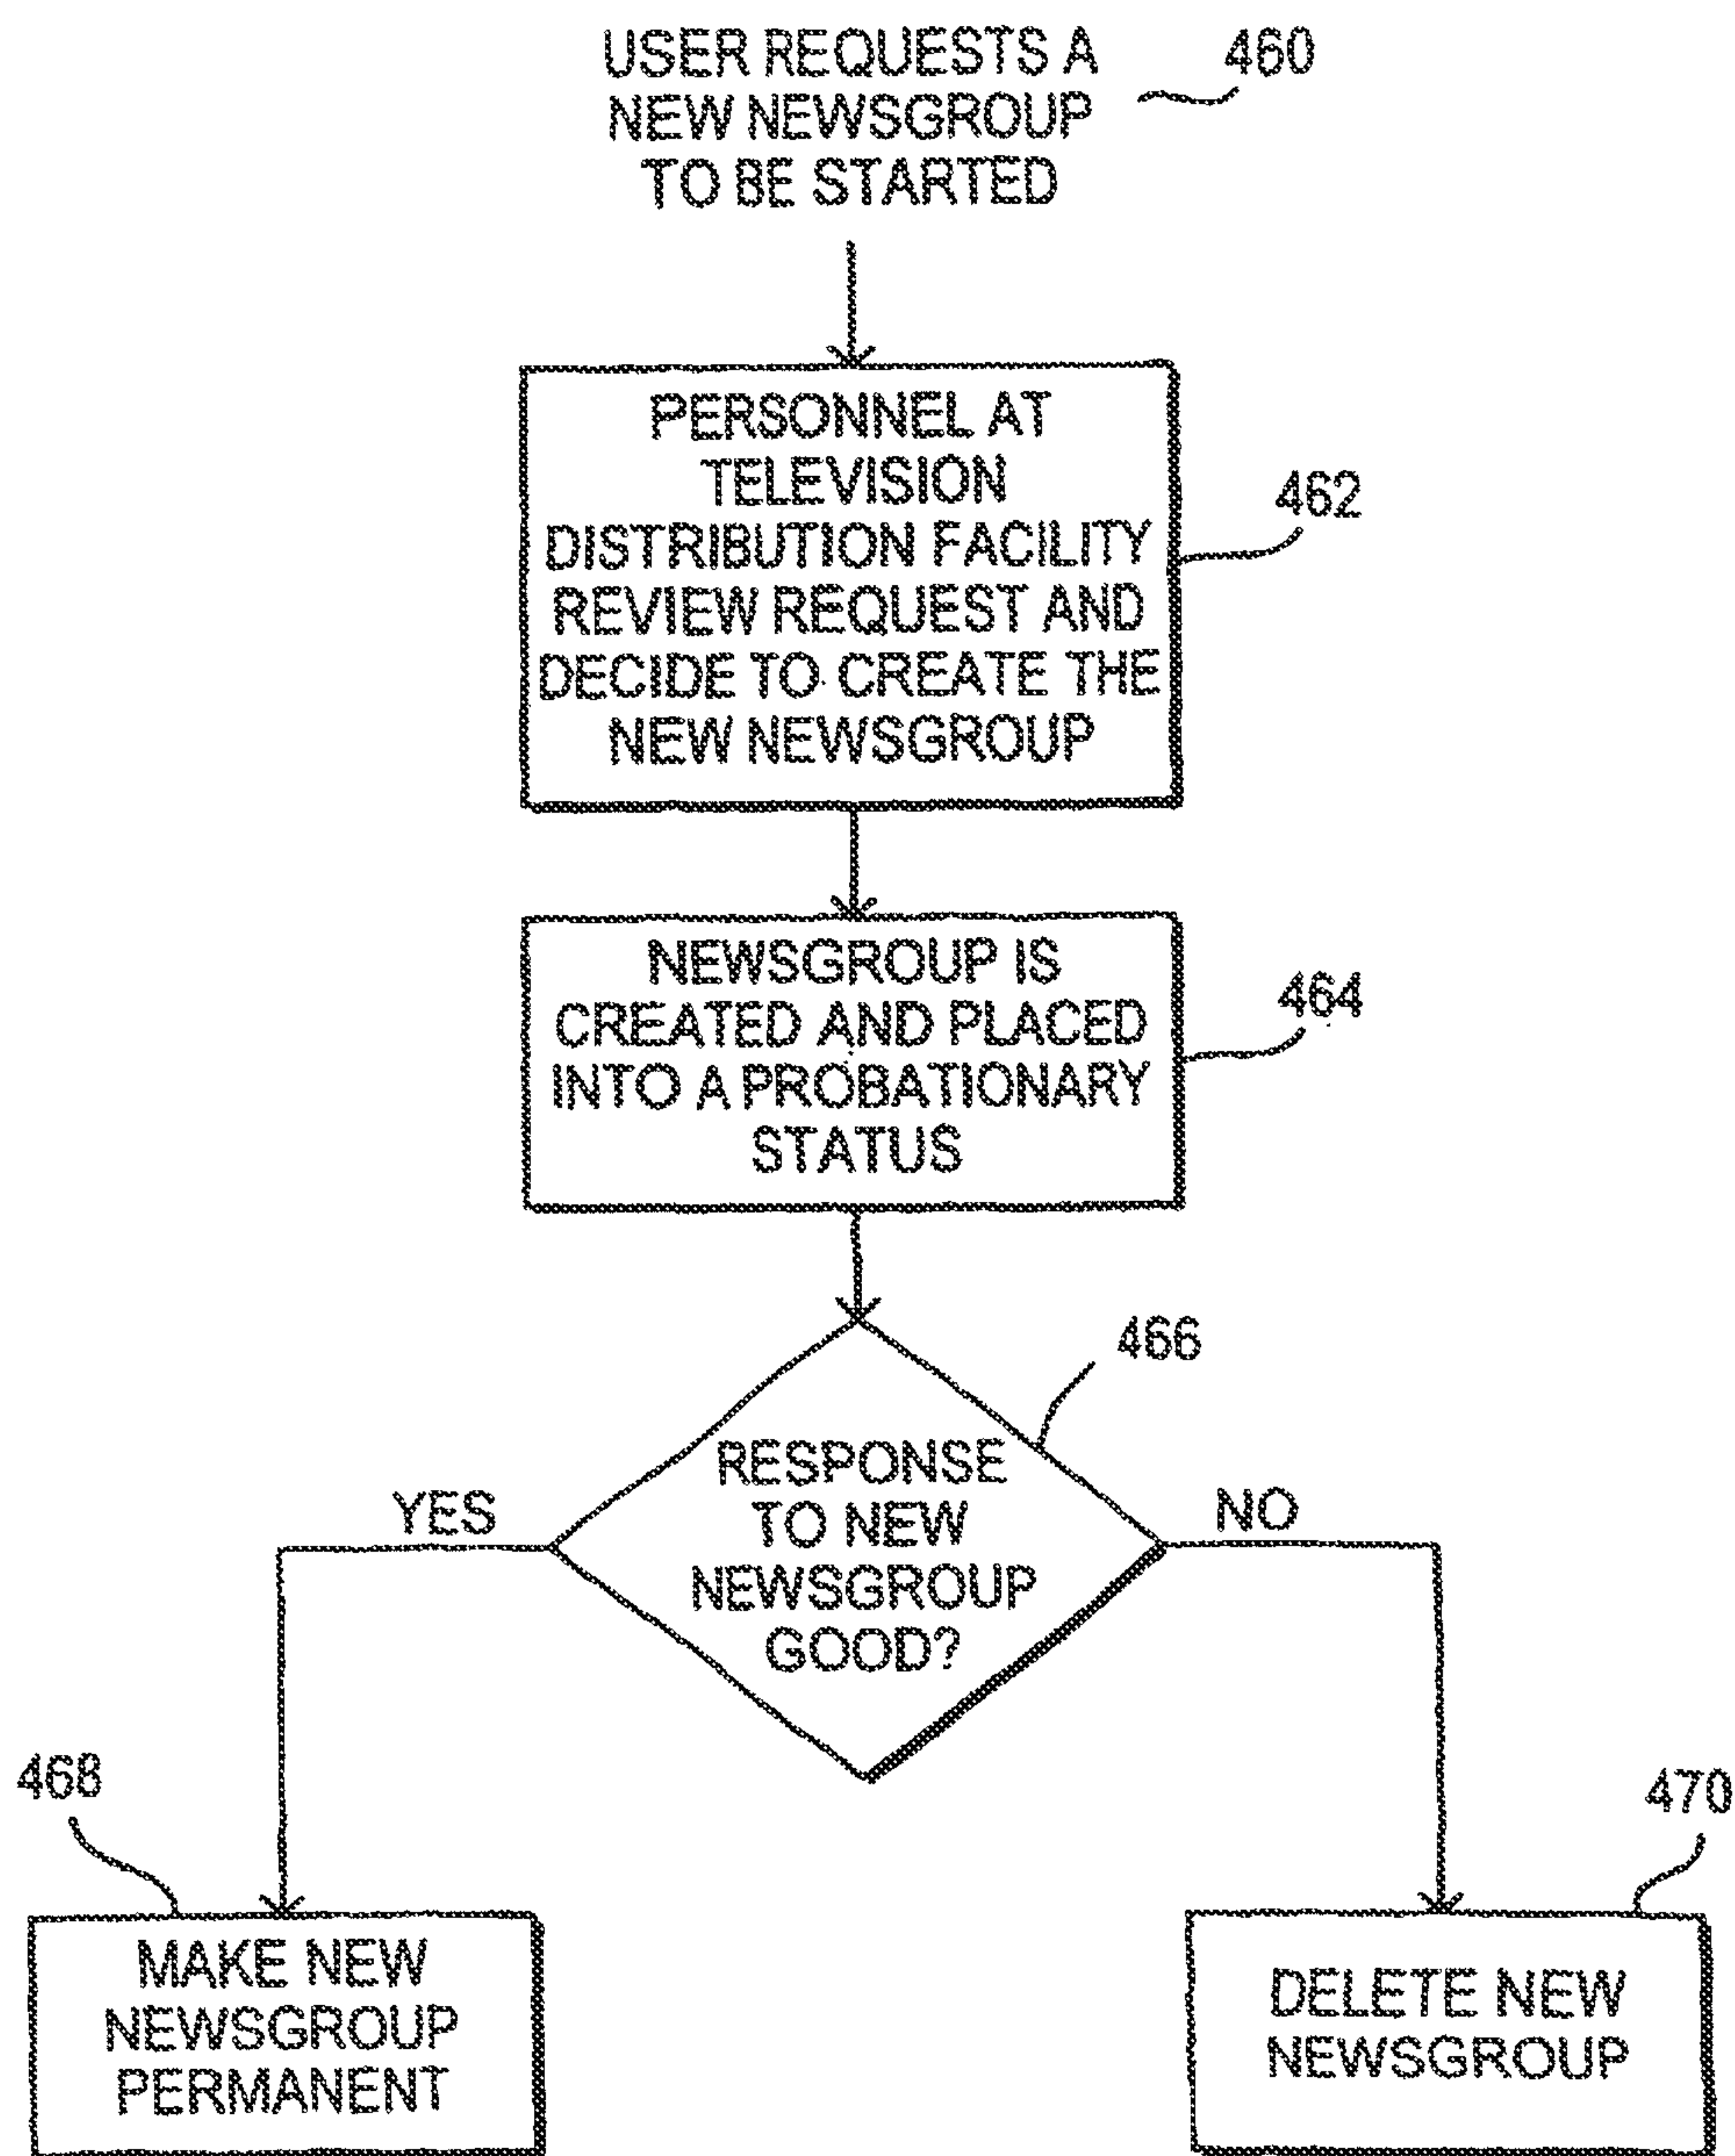 USER REQUESTS A
NEW NEWSGROUP
TO BE STARTED
460
PERSONNEL AT
TELEVISION
DISTRIBUTION FACILITY
REVIEW REQUEST AND
DECIDE TO CREATE THE
NEW NEWSGROUP
462
NEWSGROUP IS
CREATED AND PLACED
INTO A PROBATIONARY
STATUS
464
466
RESPONSE
TO NEW
NEWSGROUP
GOOD?
YES
NO
468
MAKE NEW
NEWSGROUP
PERMANENT
470
DELETE NEW
NEWSGROUP